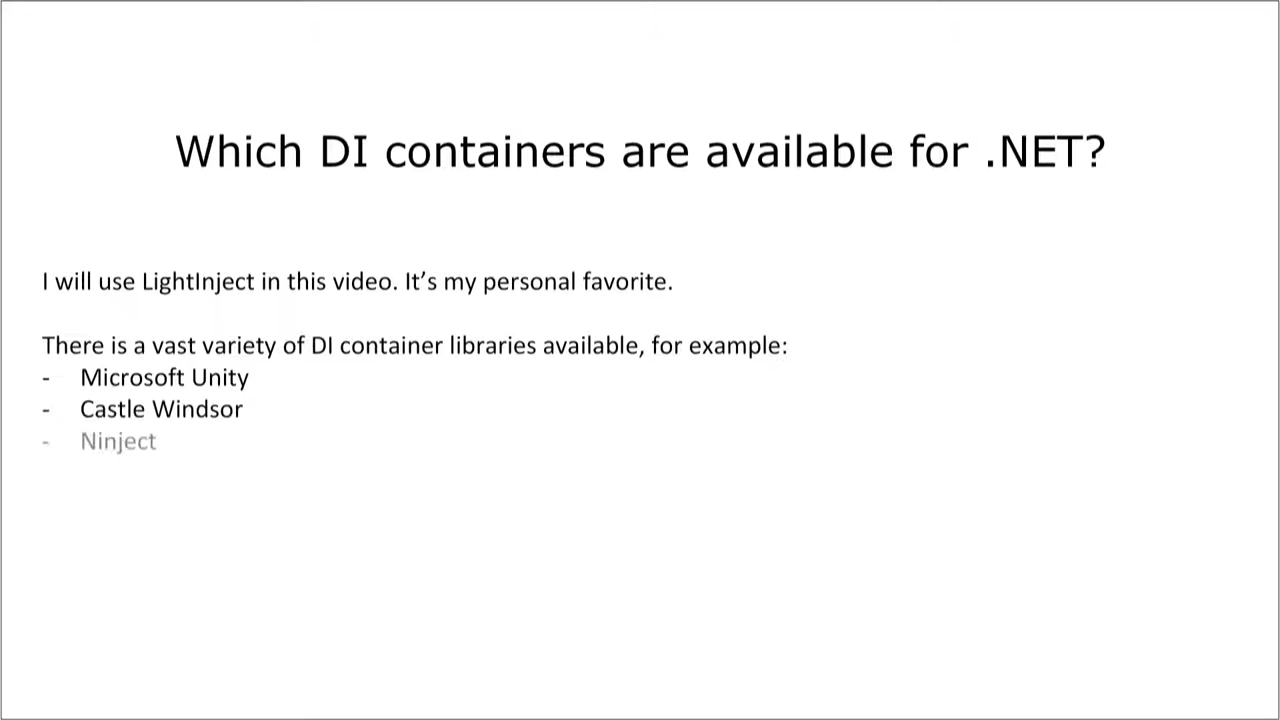 Which DI containers are available for .NET?
I will use LightInject in this video. It’s my personal favorite.
There is a vast variety of DI container libraries available, for example:
- Microsoft Unity
- Castle Windsor
- Ninject